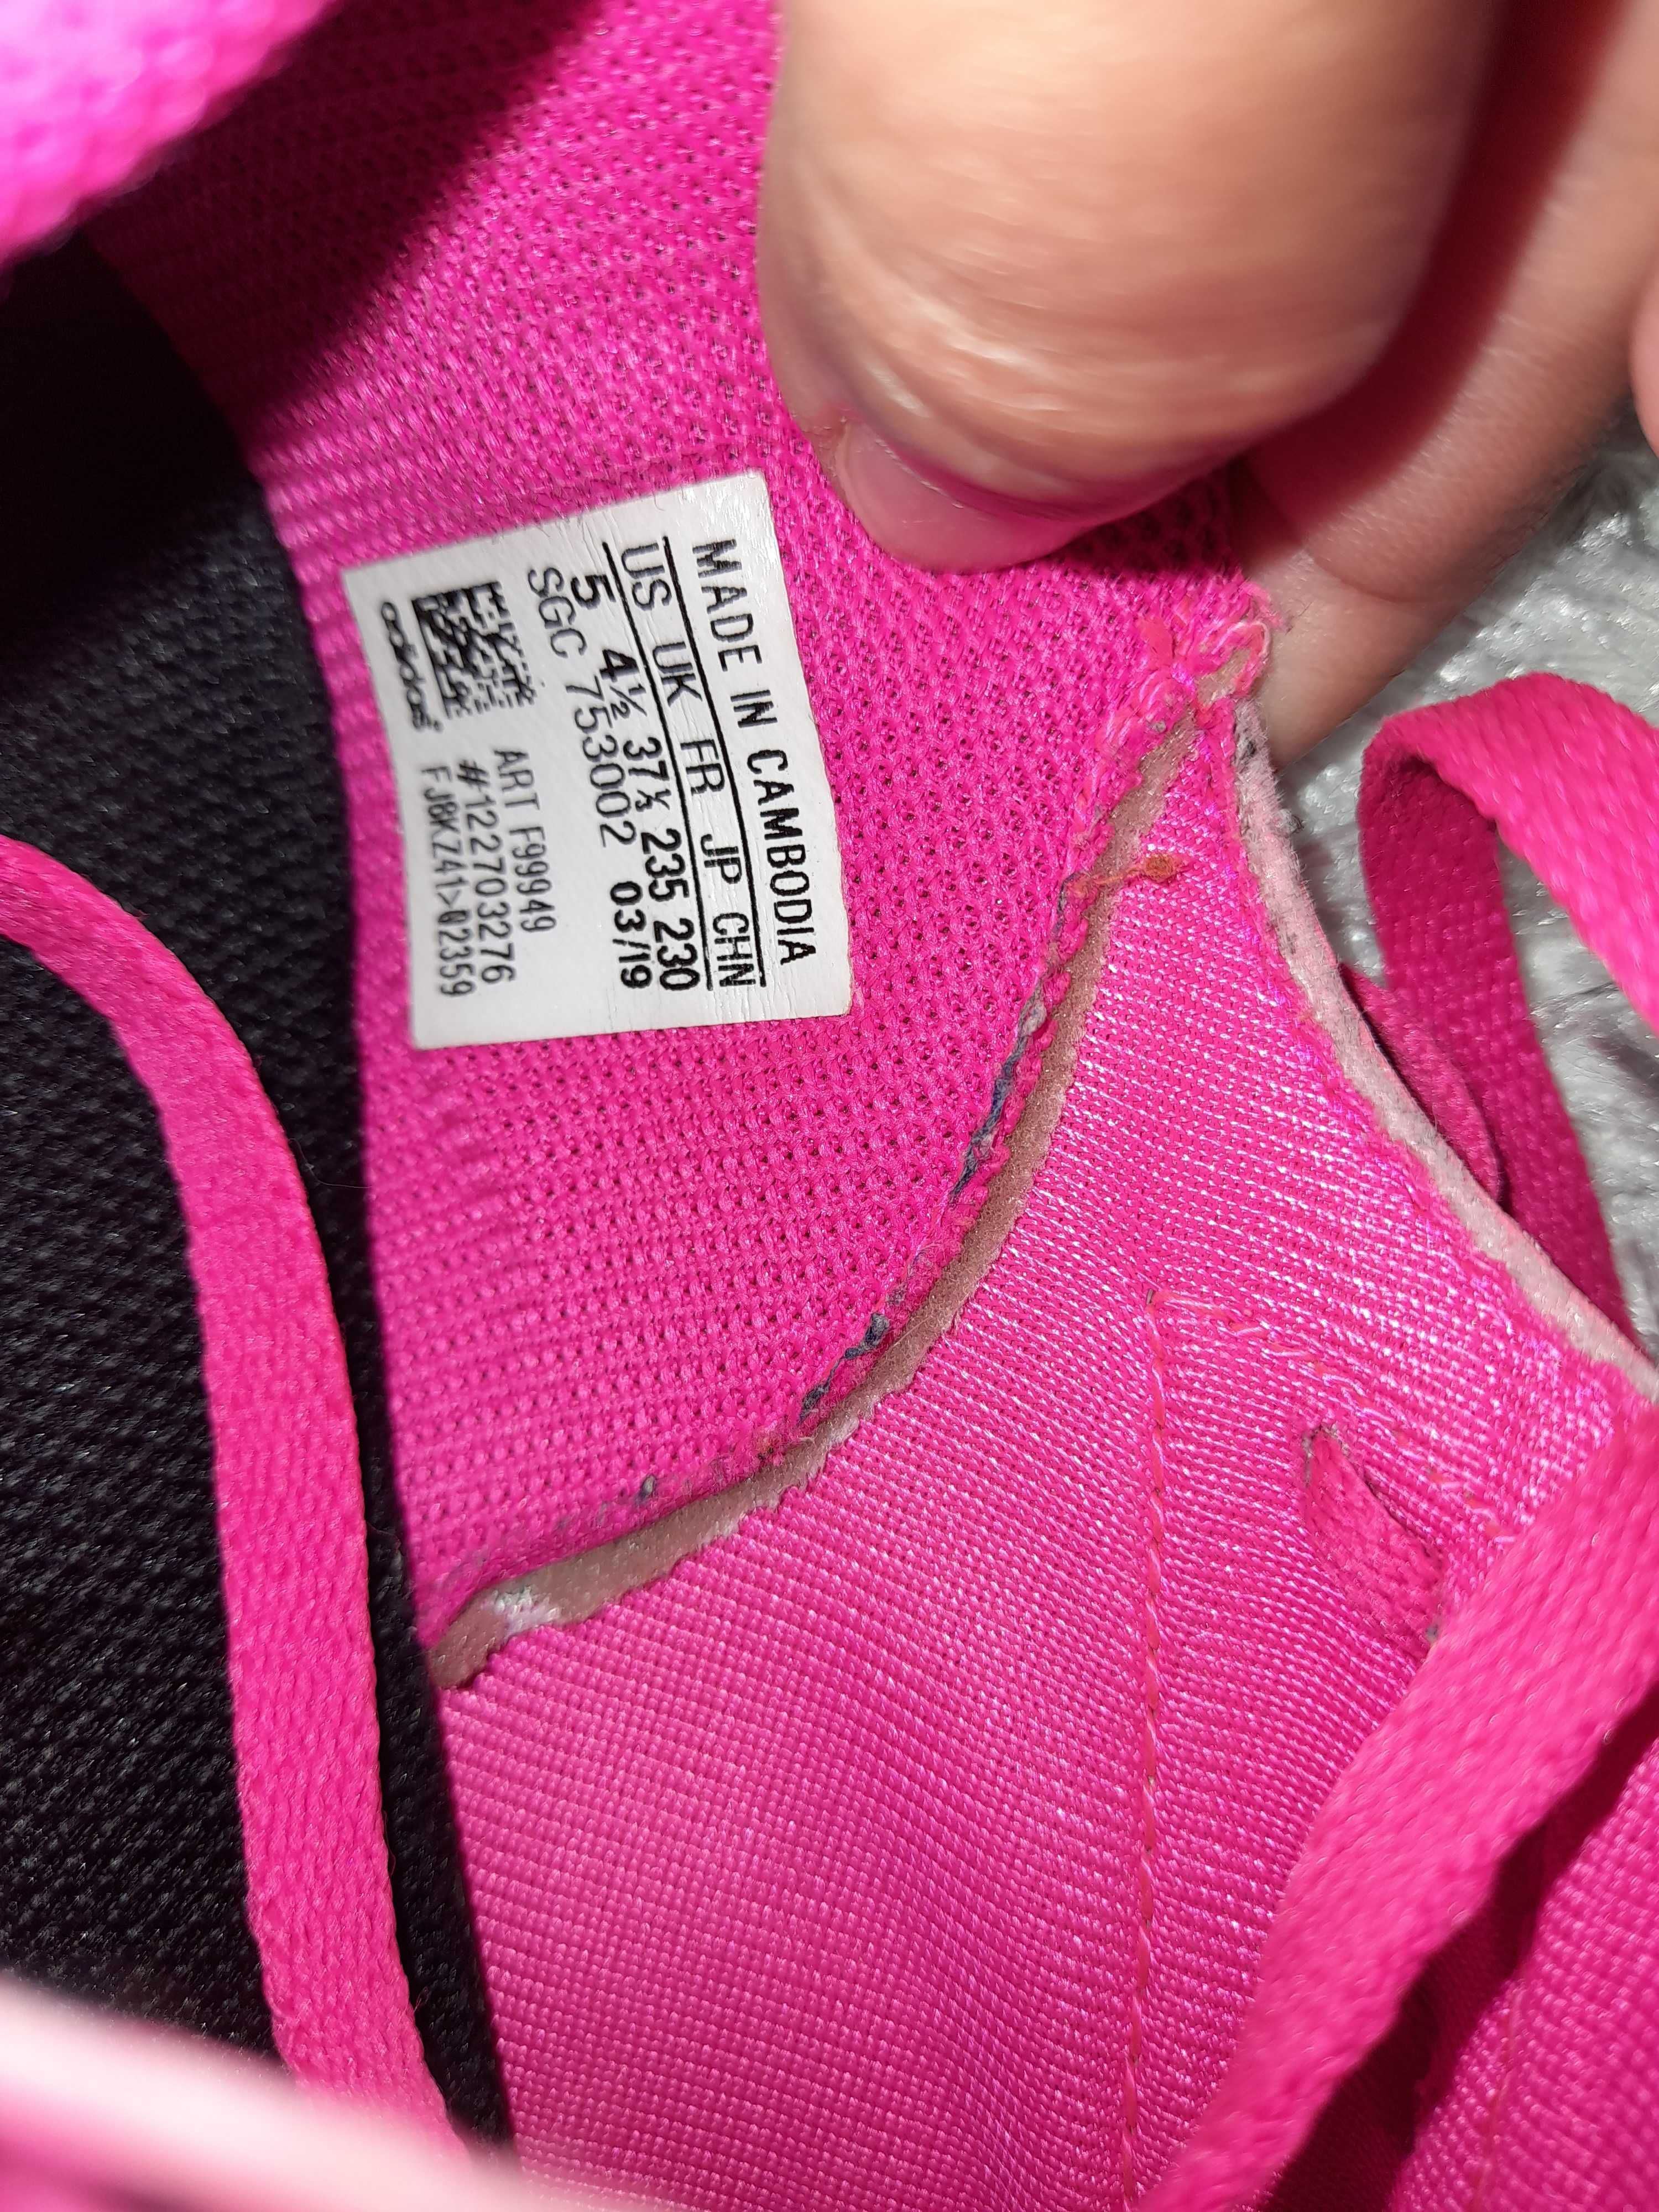 MADE IN CAMBODIA
US UK FR JP CHN
5 4½ 37⅓ 235 230
SGC 753002 03/19
ART F99949
#1122703276
FJ8KZ41>02359
adidas